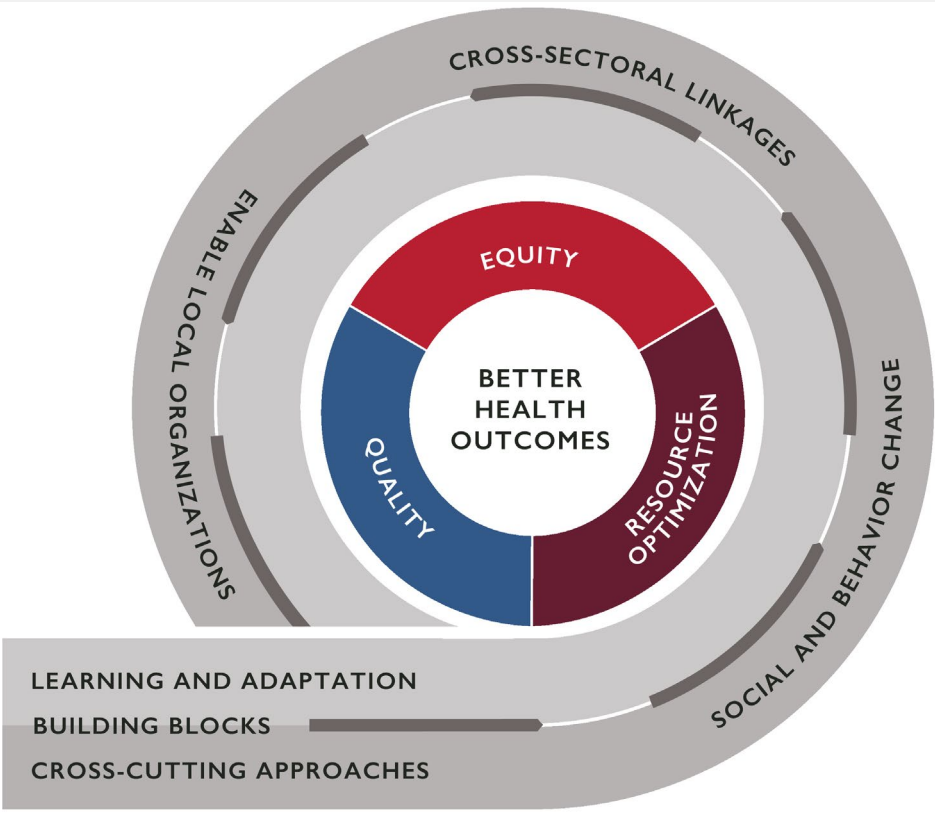 CROSS-SECTORAL LINKAGES
ENABLE LOCAL ORGANIZATIONS
EQUITY
BETTER
HEALTH
OUTCOMES
QUALITY
RESOURCE
OPTIMIZATION
SOCIAL AND BEHAVIOR CHANGE
LEARNING AND ADAPTATION
BUILDING BLOCKS
CROSS-CUTTING APPROACHES